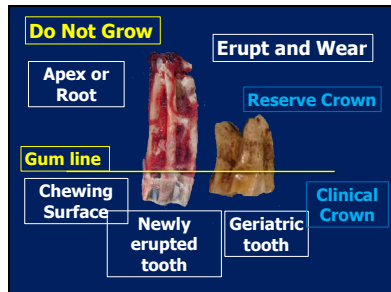 Do Not Grow
Erupt and Wear
Apex or
Root
Reserve Crown
Gum line
Chewing
Surface
Clinical
Crown
Newly
erupted
tooth
Geriatric
tooth